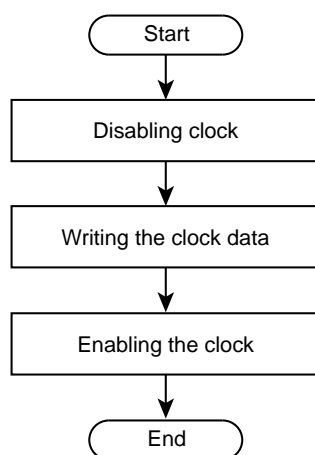 Start
Disabling clock
Writing the clock data
Enabling the clock
End